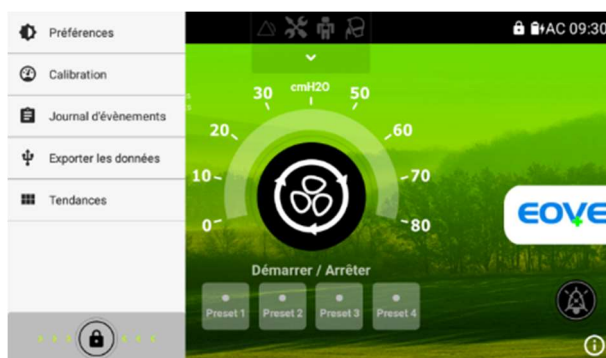 Préférences
Calibration
Journal d'évènements
Exporter les données
Tendances
AC 09:30
cmH2O
0
10
20
30
50
60
70
80
Démarrer / Arrêter
Preset 1
Preset 2
Preset 3
Preset 4
EOVE